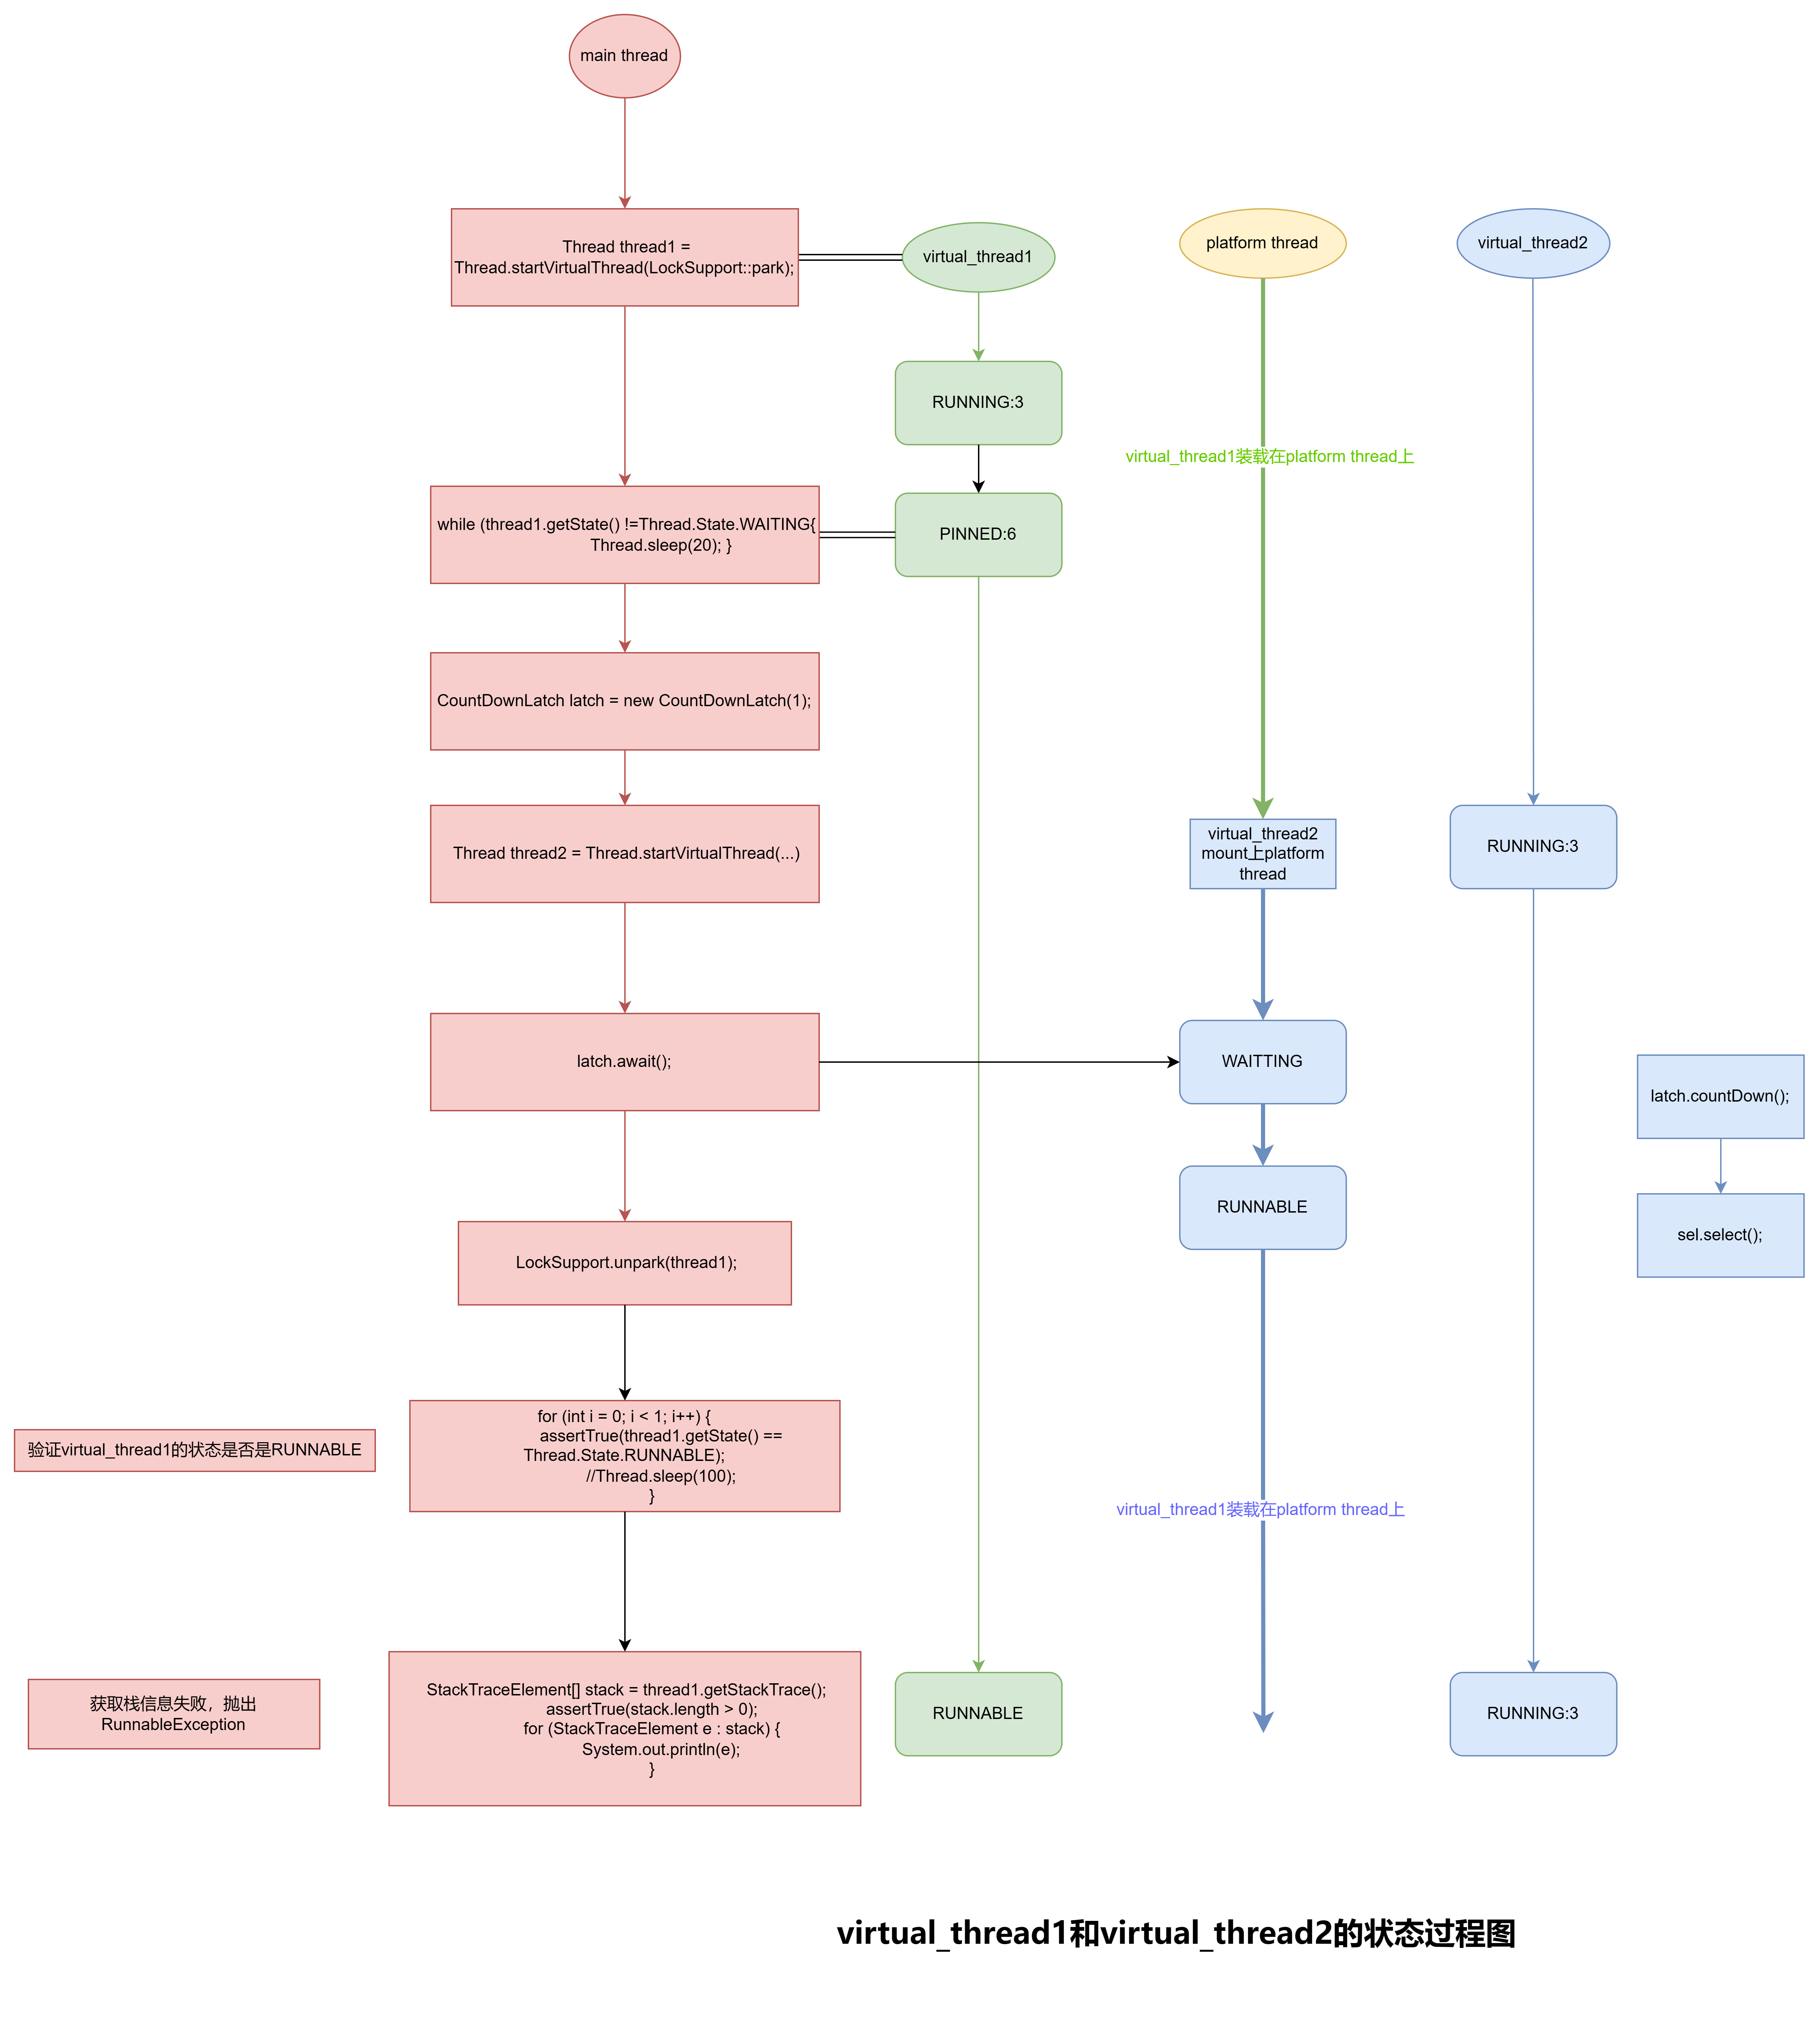 main thread
Thread thread1 =
Thread.startVirtualThread(LockSupport::park);
virtual_thread1
platform thread
virtual_thread2
RUNNING:3
virtual_thread1装载在platform thread上
while (thread1.getState() !=Thread.State.WAITING{
Thread.sleep(20); }
PINNED:6
CountDownLatch latch = new CountDownLatch(1);
Thread thread2 = Thread.startVirtualThread(...)
virtual_thread2
mount上platform
thread
RUNNING:3
latch.await();
WAITTING
latch.countDown();
RUNNABLE
sel.select();
LockSupport.unpark(thread1);
验证virtual_thread1的状态是否是RUNNABLE
for (int i = 0; i < 1; i++) {
assertTrue(thread1.getState() ==
Thread.State.RUNNABLE);
//Thread.sleep(100);
}
virtual_thread1装载在platform thread上
获取栈信息失败，抛出
RunnableException
StackTraceElement[] stack = thread1.getStackTrace();
assertTrue(stack.length > 0);
for (StackTraceElement e : stack) {
System.out.println(e);
}
RUNNABLE
RUNNING:3
virtual_thread1和virtual_thread2的状态过程图